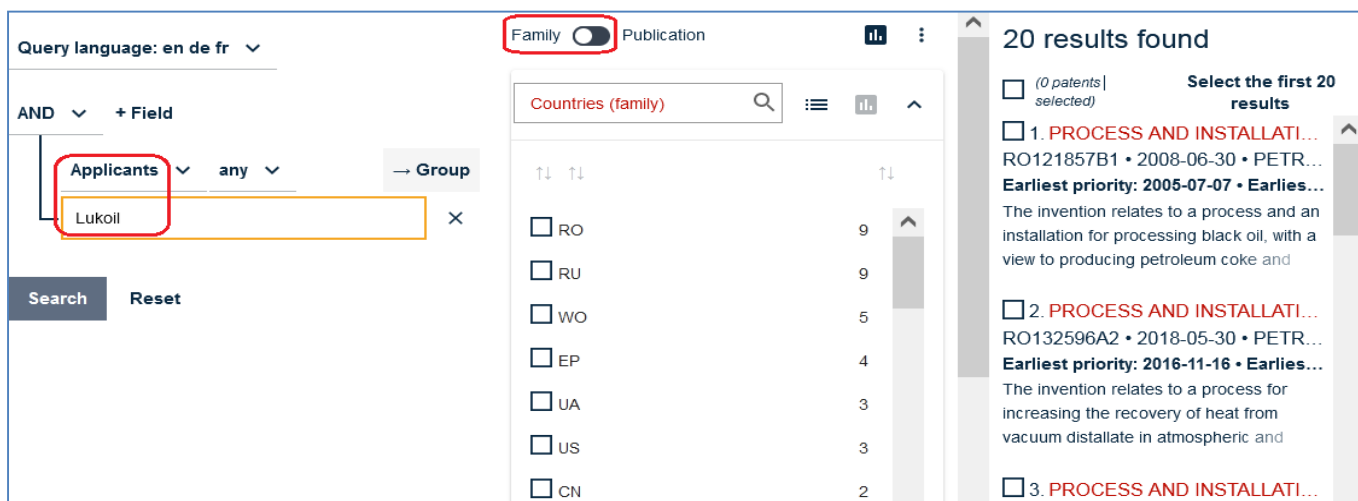 Query language: en de fr
AND + Field
Applicants any → Group
Lukoil
Search Reset
Family Publication
Countries (family)
RO 9
RU 9
WO 5
EP 4
UA 3
US 3
CN 2
20 results found
(0 patents| selected) Select the first 20 results
1. PROCESS AND INSTALLATI...
RO121857B1 • 2008-06-30 • PETR...
Earliest priority: 2005-07-07 • Earlies...
The invention relates to a process and an
installation for processing black oil, with a
view to producing petroleum coke and
2. PROCESS AND INSTALLATI...
RO132596A2 • 2018-05-30 • PETR...
Earliest priority: 2016-11-16 • Earlies...
The invention relates to a process for
increasing the recovery of heat from
vacuum distallate in atmospheric and
3. PROCESS AND INSTALLATI...